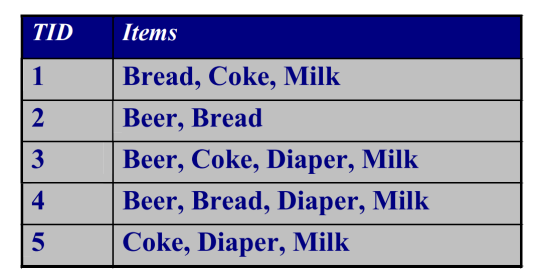 TID Items
1 Bread, Coke, Milk
2 Beer, Bread
3 Beer, Coke, Diaper, Milk
4 Beer, Bread, Diaper, Milk
5 Coke, Diaper, Milk